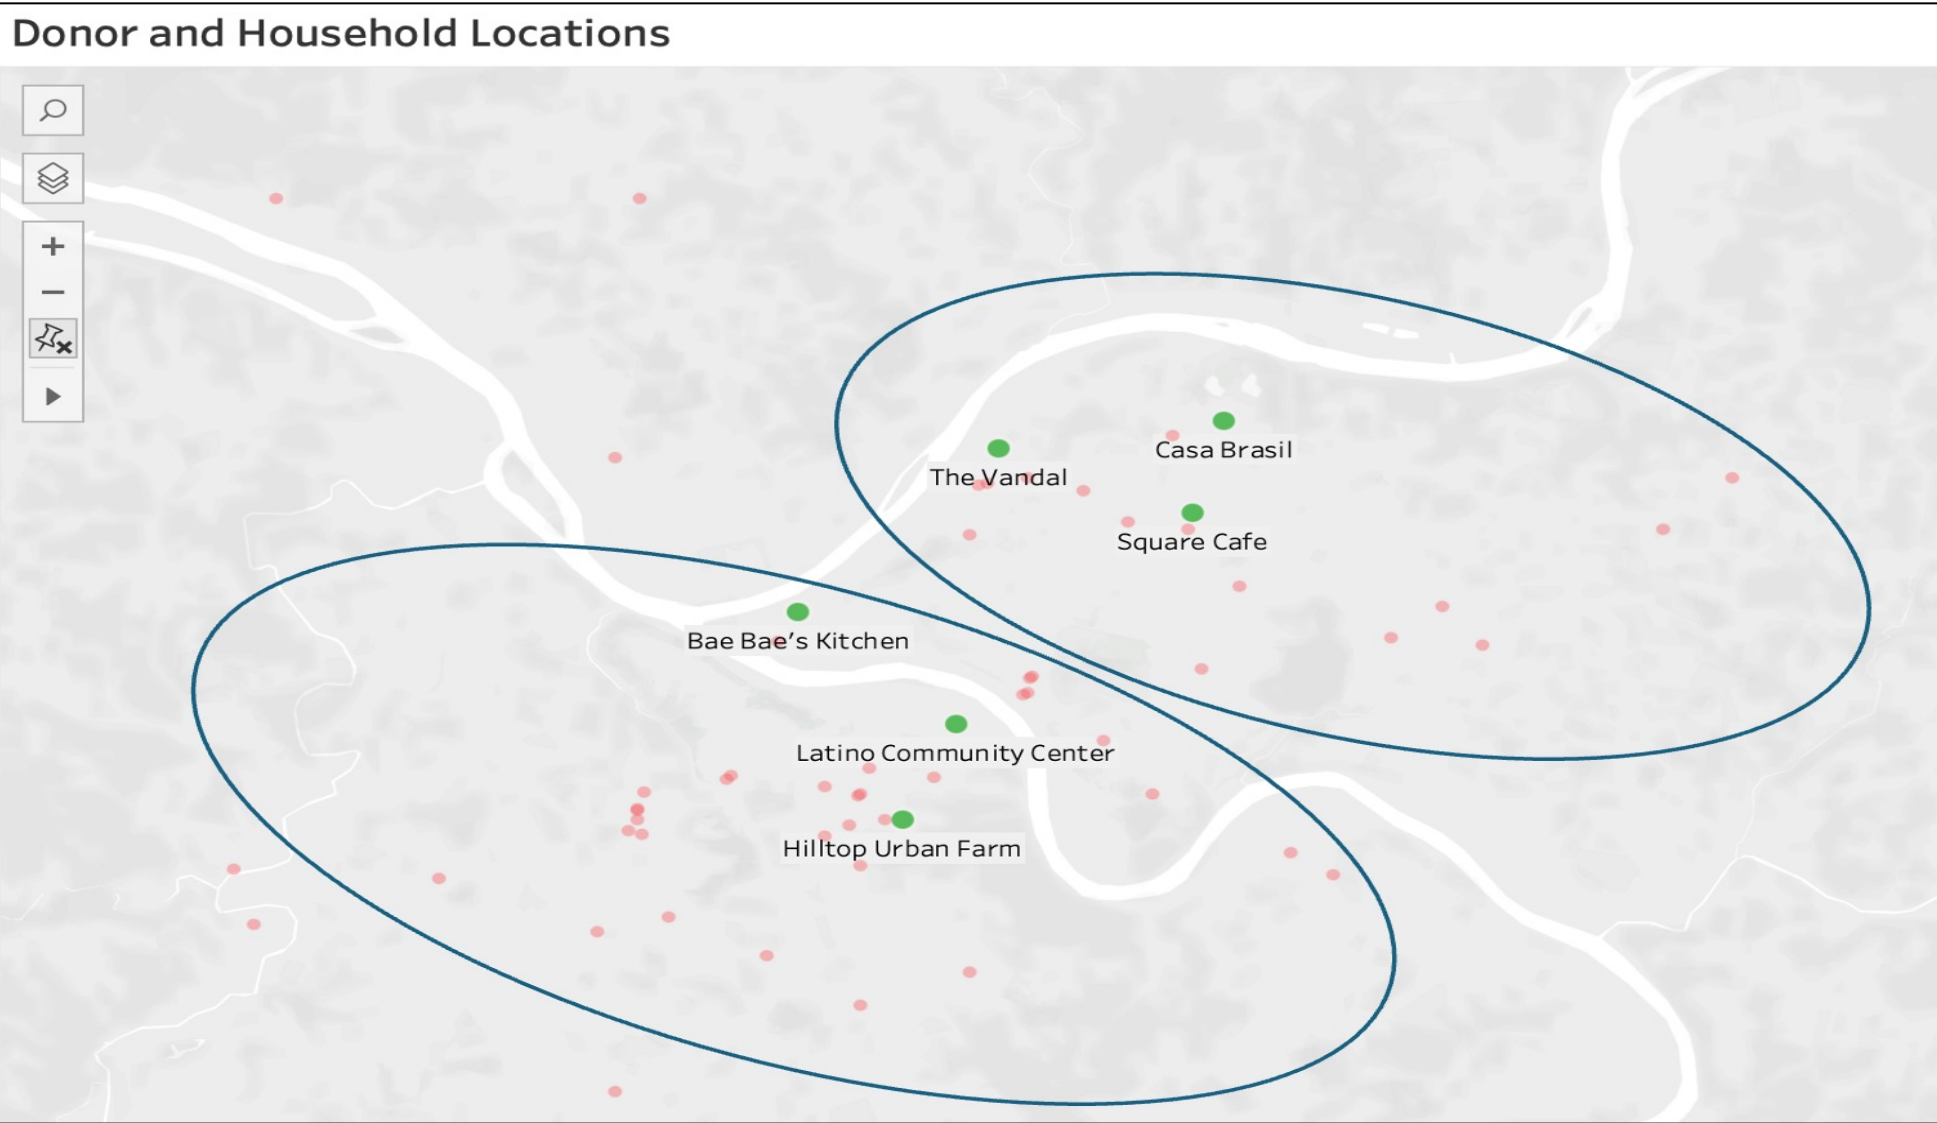 Donor and Household Locations
Casa Brasil
The Vandal
Square Cafe
Bae Bae's Kitchen
Latino Community Center
Hilltop Urban Farm